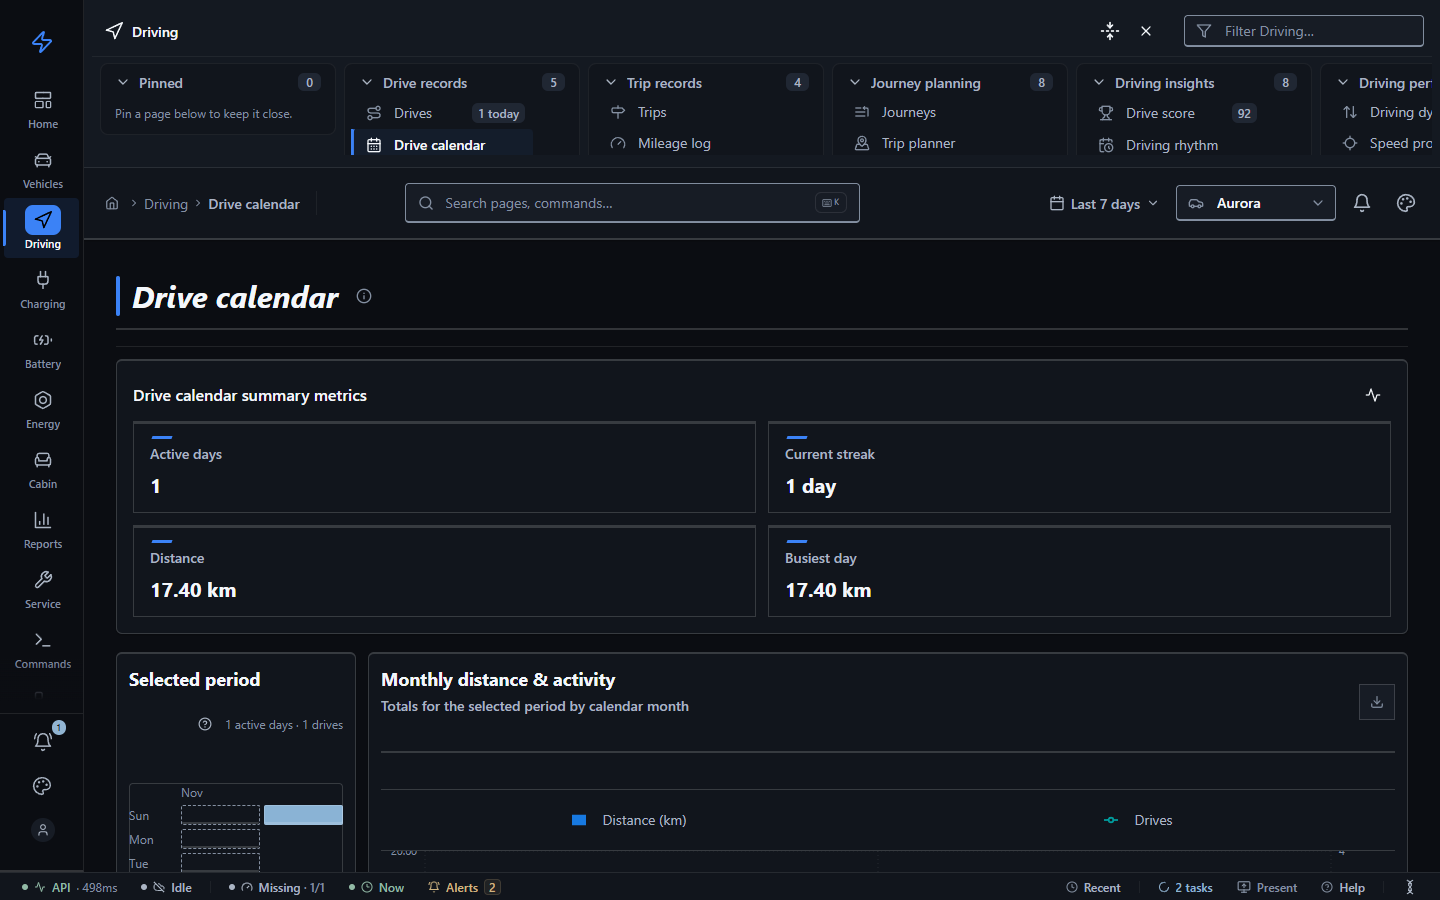 Driving
Filter Driving...
Pinned 0
Pin a page below to keep it close.
Drive records 5
Drives 1 today
Drive calendar
Trip records 4
Trips
Mileage log
Journey planning 8
Journeys
Trip planner
Driving insights 8
Drive score 92
Driving rhythm
Driving per
Driving dy
Speed pro
Home
Vehicles
Driving
Charging
Battery
Energy
Cabin
Reports
Service
Commands
1
Driving
Drive calendar
Search pages, commands...
K
Last 7 days
Aurora
Drive calendar
Drive calendar summary metrics
Active days
1
Current streak
1 day
Distance
17.40 km
Busiest day
17.40 km
Selected period
1 active days · 1 drives
Nov
Sun
Mon
Tue
Monthly distance & activity
Totals for the selected period by calendar month
Distance (km)
Drives
20.00
4
API · 498ms
Idle
Missing · 1/1
Now
Alerts 2
Recent
2 tasks
Present
Help